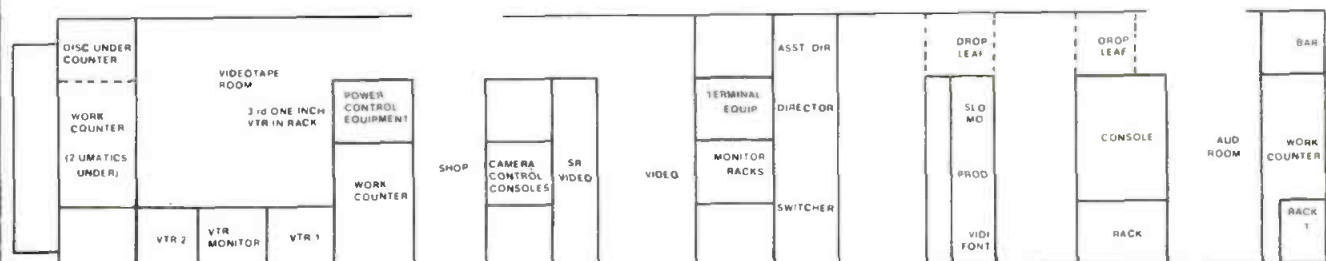 DISC UNDER
COUNTER
WORK
COUNTER
(2 UMATICS
UNDER)
VIDEOTAPE
ROOM
3 rd ONE INCH
VTR IN RACK
VTR 2
VTR
MONITOR
VTR 1
POWER
CONTROL
EQUIPMENT
WORK
COUNTER
SHOP
CAMERA
CONTROL
CONSOLES
SR
VIDEO
VIDEO
TERMINAL
EQUIP
MONITOR
RACKS
ASST DIR
DIRECTOR
SWITCHER
DROP
LEAF
SLO
MO
PROD
VIDI
FONT
DROP
LEAF
CONSOLE
RACK
AUD
ROOM
BAR
WORK
COUNTER
RACK
1